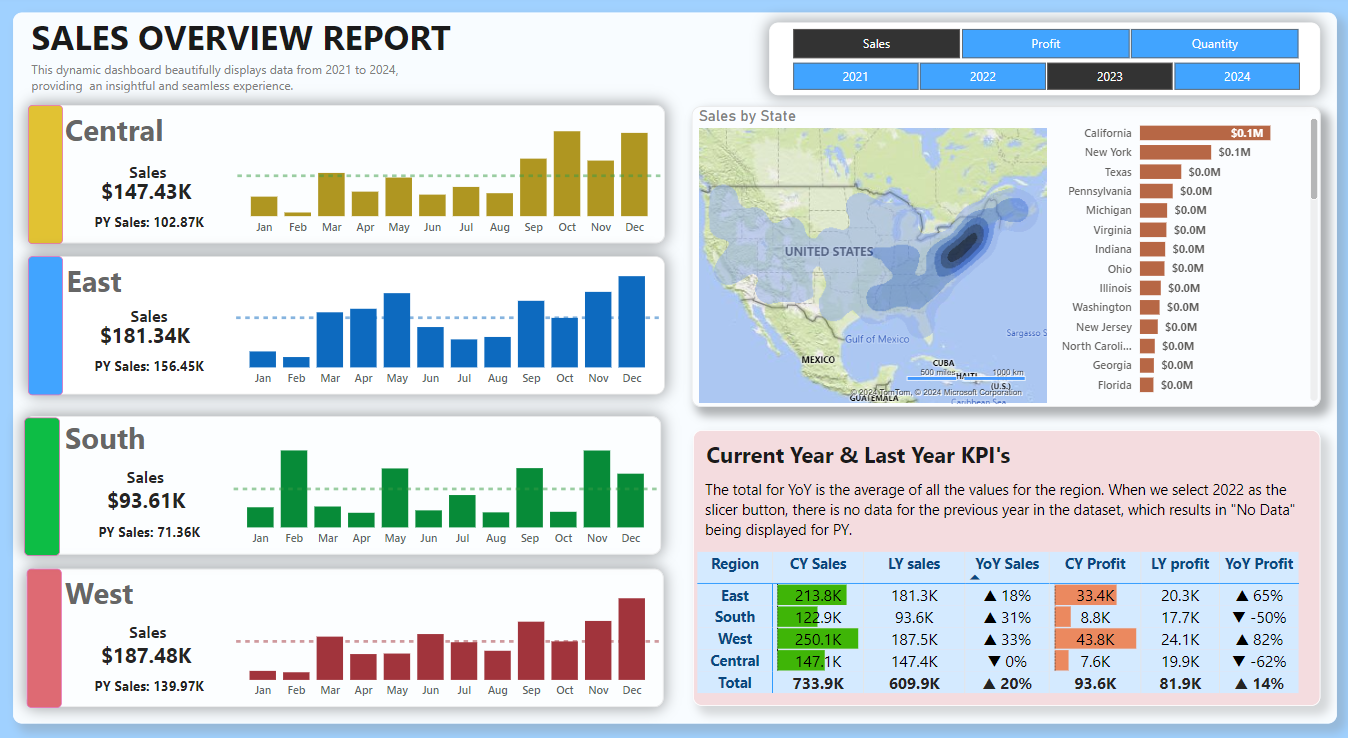 SALES OVERVIEW REPORT
This dynamic dashboard beautifully displays data from 2021 to 2024,
providing  an insightful and seamless experience.
Sales Profit Quantity
2021 2022 2023 2024
Central
Sales
$147.43K
PY Sales: 102.87K
Jan Feb Mar Apr May Jun Jul Aug Sep Oct Nov Dec
East
Sales
$181.34K
PY Sales: 156.45K
Jan Feb Mar Apr May Jun Jul Aug Sep Oct Nov Dec
South
Sales
$93.61K
PY Sales: 71.36K
Jan Feb Mar Apr May Jun Jul Aug Sep Oct Nov Dec
West
Sales
$187.48K
PY Sales: 139.97K
Jan Feb Mar Apr May Jun Jul Aug Sep Oct Nov Dec
Sales by State
UNITED STATES
MEXICO
Gulf of Mexico
Sargasso S
CUBA
HAITI
(U.S.)
500 miles 1000 km
© 2024 TomTom, © 2024 Microsoft Corporation
GUATEMALA
Caribbean Sea
California $0.1M
New York $0.1M
Texas $0.0M
Pennsylvania $0.0M
Michigan $0.0M
Virginia $0.0M
Indiana $0.0M
Ohio $0.0M
Illinois $0.0M
Washington $0.0M
New Jersey $0.0M
North Caroli... $0.0M
Georgia $0.0M
Florida $0.0M
Current Year & Last Year KPI's
The total for YoY is the average of all the values for the region. When we select 2022 as the
slicer button, there is no data for the previous year in the dataset, which results in "No Data"
being displayed for PY.
Region CY Sales LY sales YoY Sales CY Profit LY profit YoY Profit
East 213.8K 181.3K ▲ 18% 33.4K 20.3K ▲ 65%
South 122.9K 93.6K ▲ 31% 8.8K 17.7K ▼ -50%
West 250.1K 187.5K ▲ 33% 43.8K 24.1K ▲ 82%
Central 147.1K 147.4K ▼ 0% 7.6K 19.9K ▼ -62%
Total 733.9K 609.9K ▲ 20% 93.6K 81.9K ▲ 14%